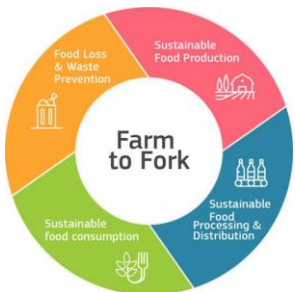 Food Loss
& Waste
Prevention
Sustainable
Food Production
Farm
to Fork
Sustainable
Food
Processing &
Distribution
Sustainable
food consumption